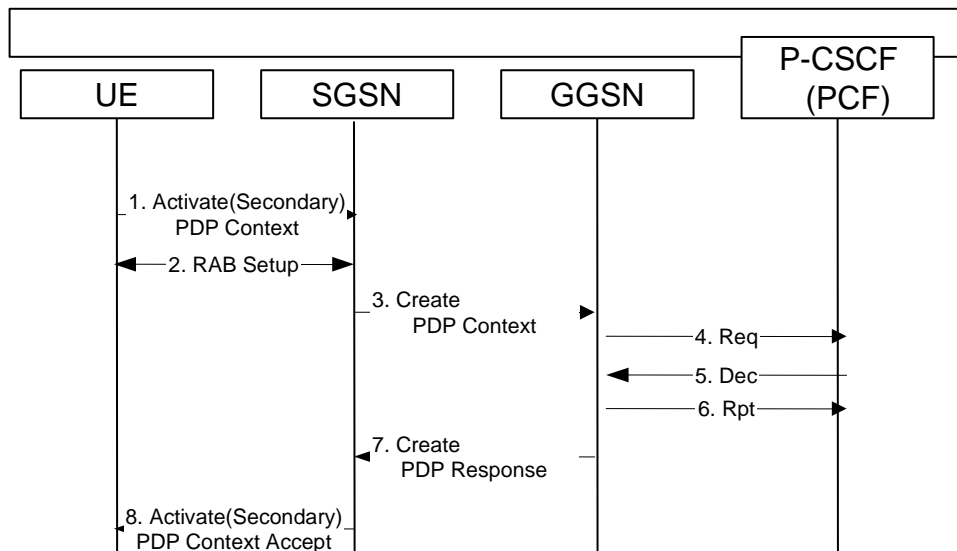 UE
SGSN
GGSN
P-CSCF
(PCF)
1. Activate(Secondary)
PDP Context
2. RAB Setup
3. Create
PDP Context
4. Req
5. Dec
6. Rpt
7. Create
PDP Response
8. Activate(Secondary)
PDP Context Accept